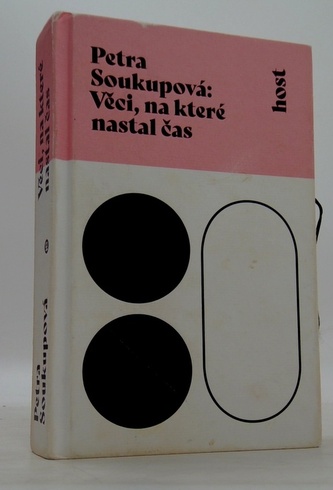 Petra
Soukupová:
Věci, na které
nastal čas
host
Věci, na které
nastal čas
Petra
Soukupová